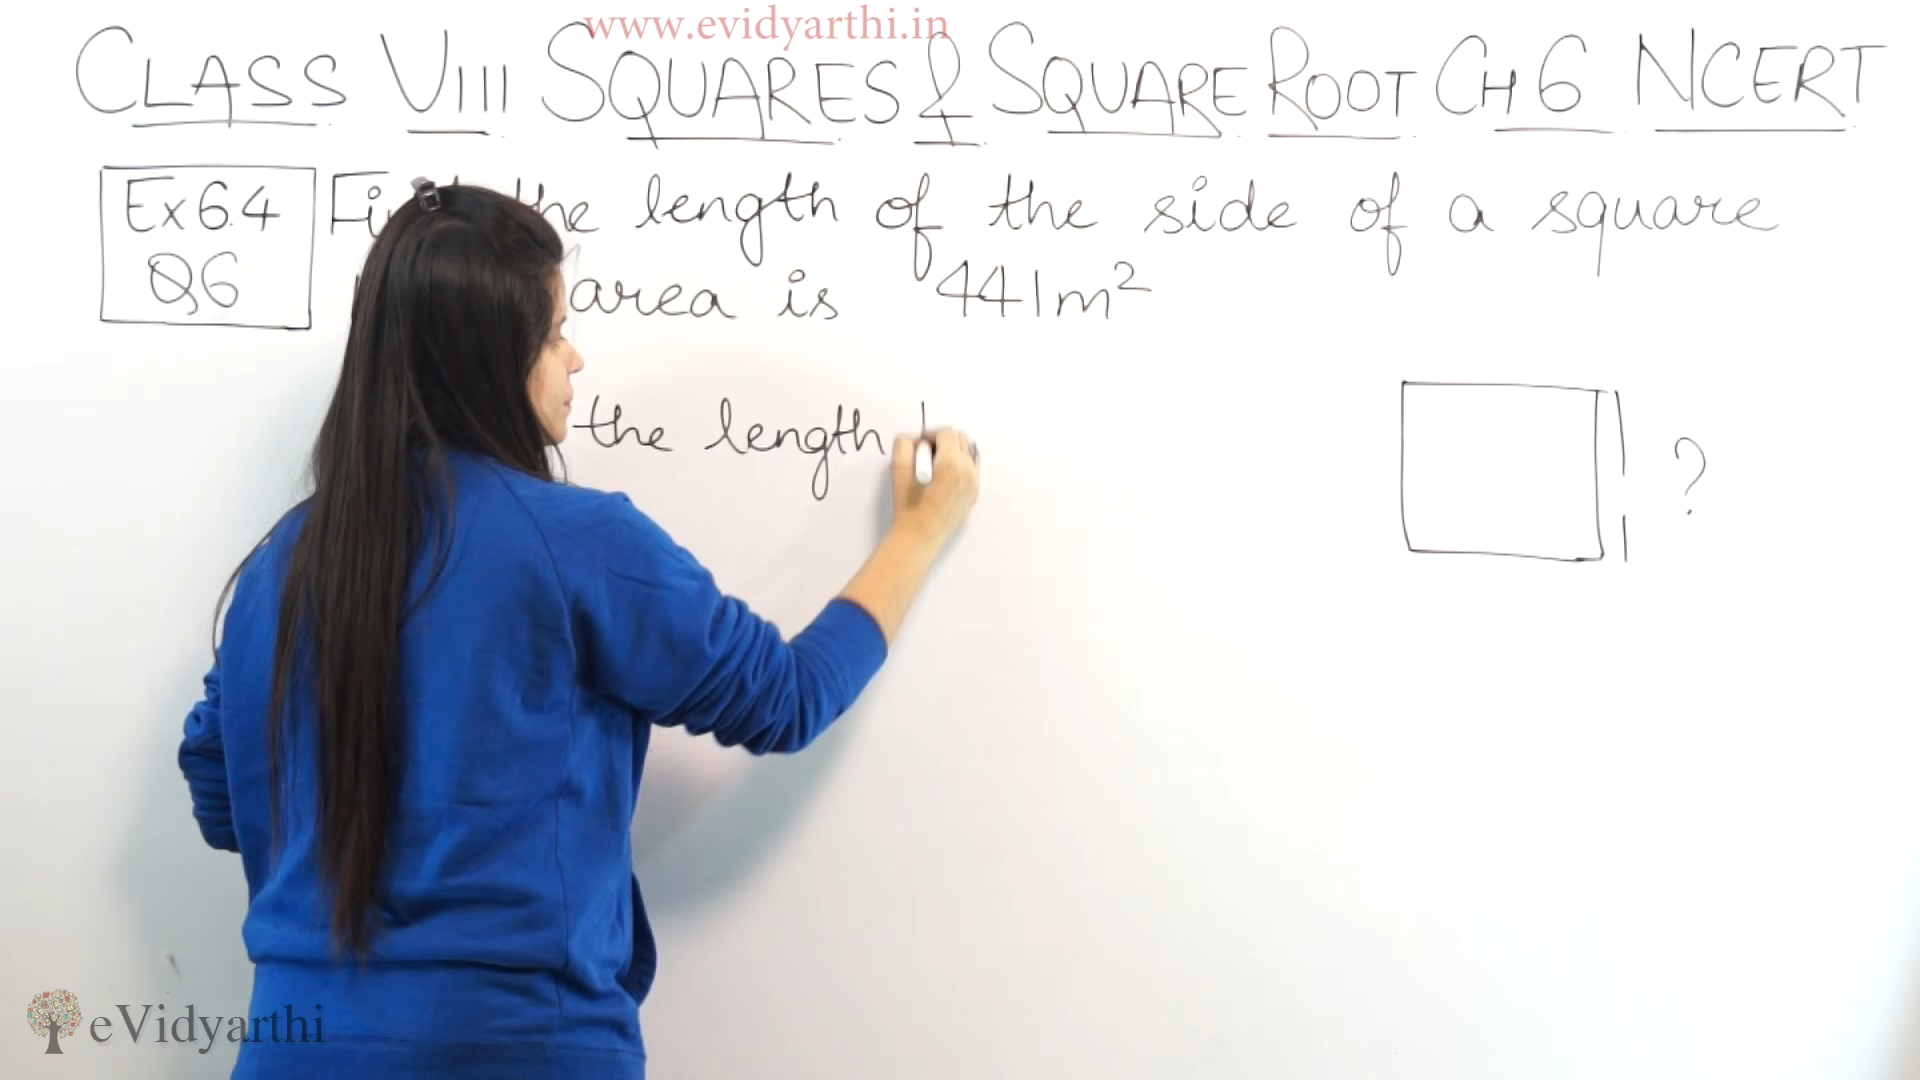 www.evidyarthi.in
CLASS VIII SQUARES & SQUARE ROOT CH 6 NCERT
Ex 6.4
Q6
the length of the side of a square
area is 441m²
the length
?
eVidyarthi